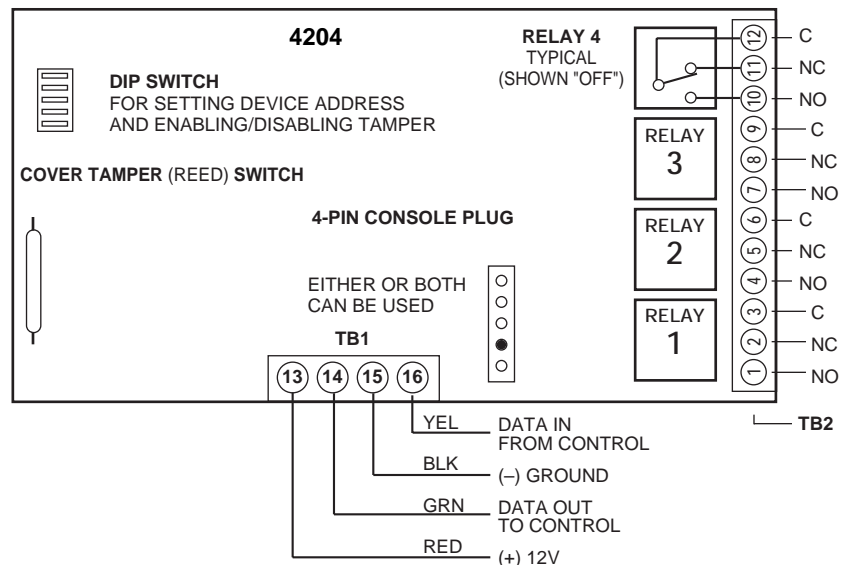 4204
RELAY 4
TYPICAL
(SHOWN "OFF")
DIP SWITCH
FOR SETTING DEVICE ADDRESS
AND ENABLING/DISABLING TAMPER
COVER TAMPER (REED) SWITCH
4-PIN CONSOLE PLUG
EITHER OR BOTH
CAN BE USED
TB1
13 14 15 16
RELAY
3
RELAY
2
RELAY
1
12 C
11 NC
10 NO
9 C
8 NC
7 NO
6 C
5 NC
4 NO
3 C
2 NC
1 NO
TB2
YEL DATA IN
FROM CONTROL
BLK (–) GROUND
GRN DATA OUT
TO CONTROL
RED (+) 12V